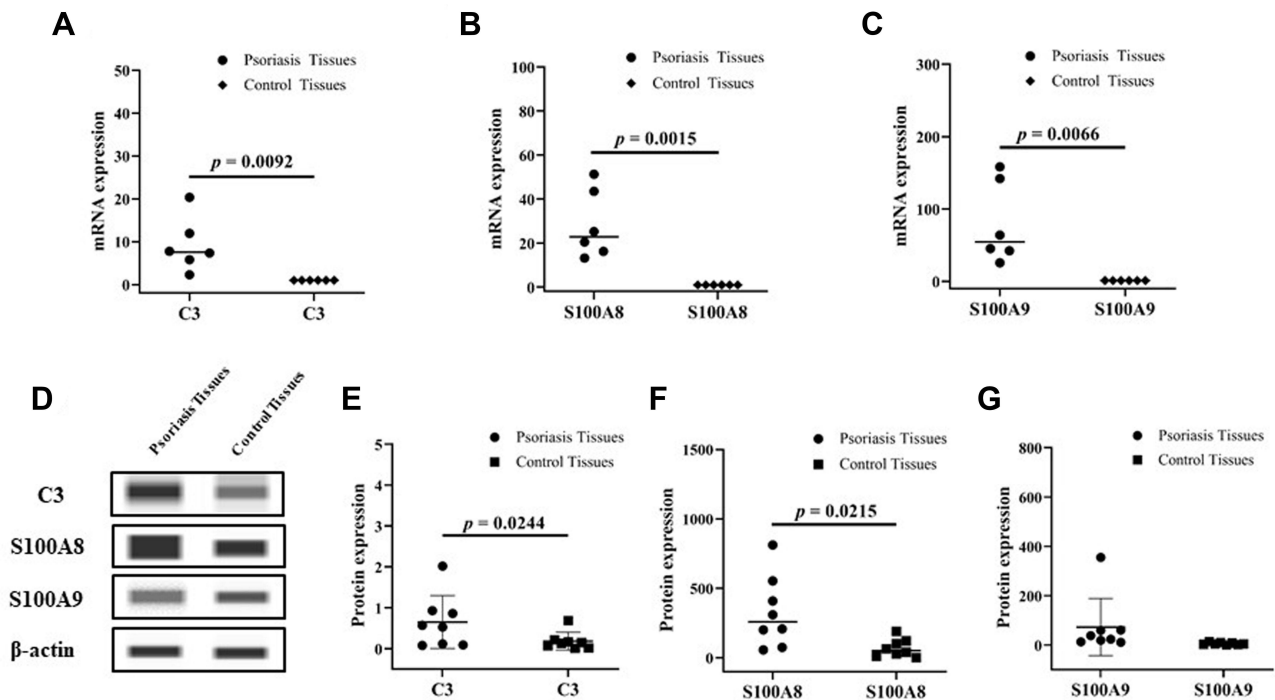 A
Psoriasis Tissues
Control Tissues
mRNA expression
50
40
30
20
10
0
p = 0.0092
C3
C3
B
Psoriasis Tissues
Control Tissues
mRNA expression
100
80
60
40
20
0
p = 0.0015
S100A8
S100A8
C
Psoriasis Tissues
Control Tissues
mRNA expression
300
200
100
0
p = 0.0066
S100A9
S100A9
D
Psoriasis Tissues
Control Tissues
C3
S100A8
S100A9
β-actin
E
Psoriasis Tissues
Control Tissues
Protein expression
5
4
3
2
1
0
p = 0.0244
C3
C3
F
Psoriasis Tissues
Control Tissues
Protein expression
1500
1000
500
0
p = 0.0215
S100A8
S100A8
G
Psoriasis Tissues
Control Tissues
Protein expression
800
600
400
200
0
S100A9
S100A9